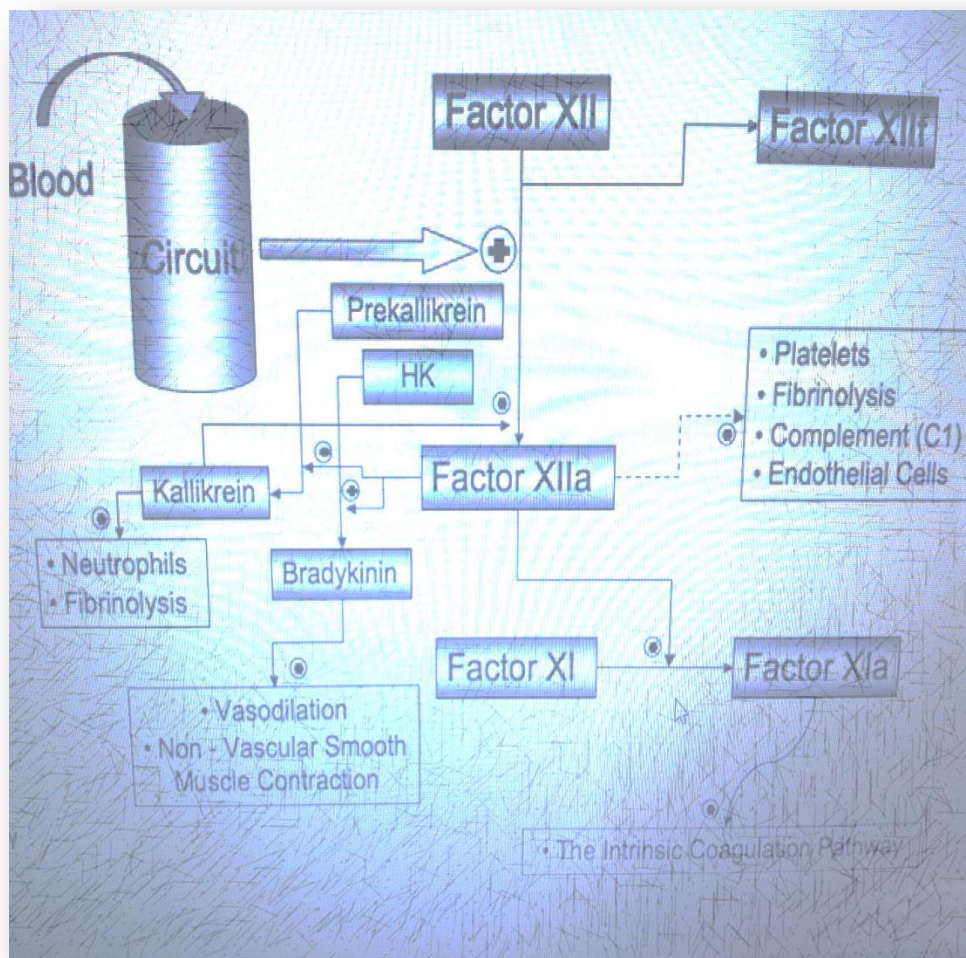 Factor XII
Factor XIIf
Blood
Circuit
Prekallikrein
HK
• Platelets
• Fibrinolysis
• Complement (C1)
• Endothelial Cells
Factor XIIa
Kallikrein
• Neutrophils
• Fibrinolysis
Bradykinin
Factor XI
Factor XIa
• Vasodilation
• Non - Vascular Smooth
Muscle Contraction
• The Intrinsic Coagulation Pathway